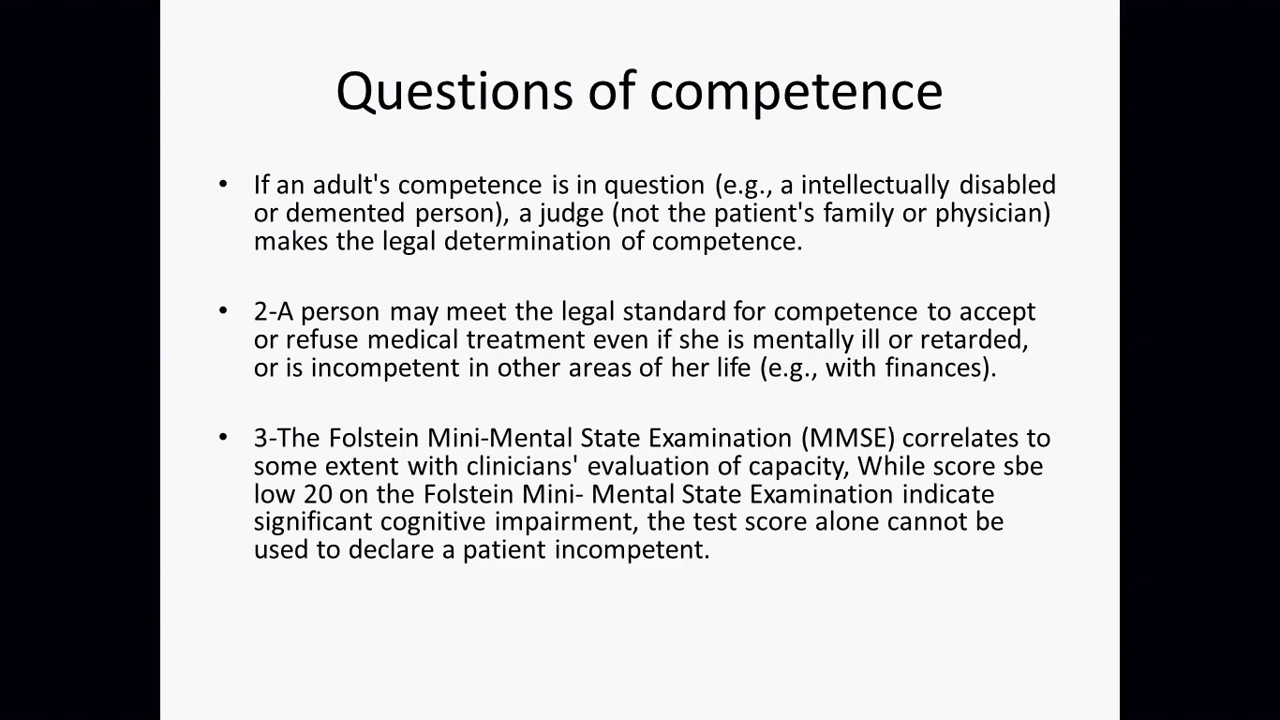 Questions of competence
• If an adult's competence is in question (e.g., a intellectually disabled
or demented person), a judge (not the patient's family or physician)
makes the legal determination of competence.
• 2-A person may meet the legal standard for competence to accept
or refuse medical treatment even if she is mentally ill or retarded,
or is incompetent in other areas of her life (e.g., with finances).
• 3-The Folstein Mini-Mental State Examination (MMSE) correlates to
some extent with clinicians' evaluation of capacity, While score sbe
low 20 on the Folstein Mini- Mental State Examination indicate
significant cognitive impairment, the test score alone cannot be
used to declare a patient incompetent.